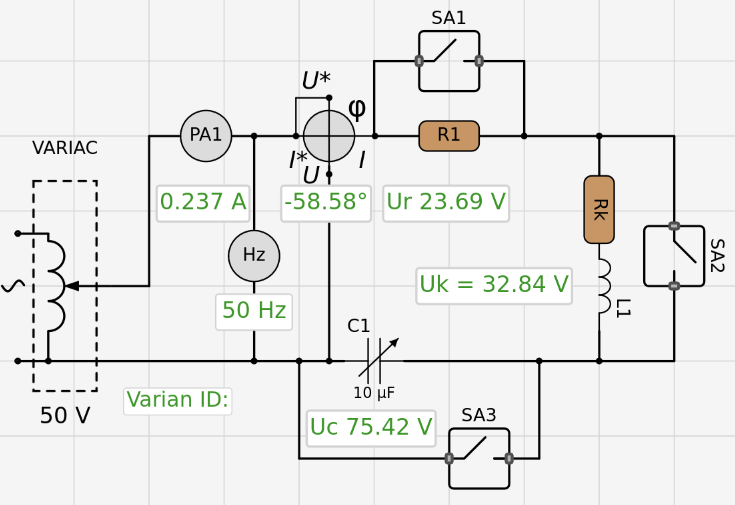 SA1
U*
φ
VARIAC
PA1
R1
I*
I
U
0.237 A
-58.58°
Ur 23.69 V
Rk
Hz
SA2
Uk = 32.84 V
50 Hz
L1
C1
10 µF
Varian ID:
50 V
Uc 75.42 V
SA3